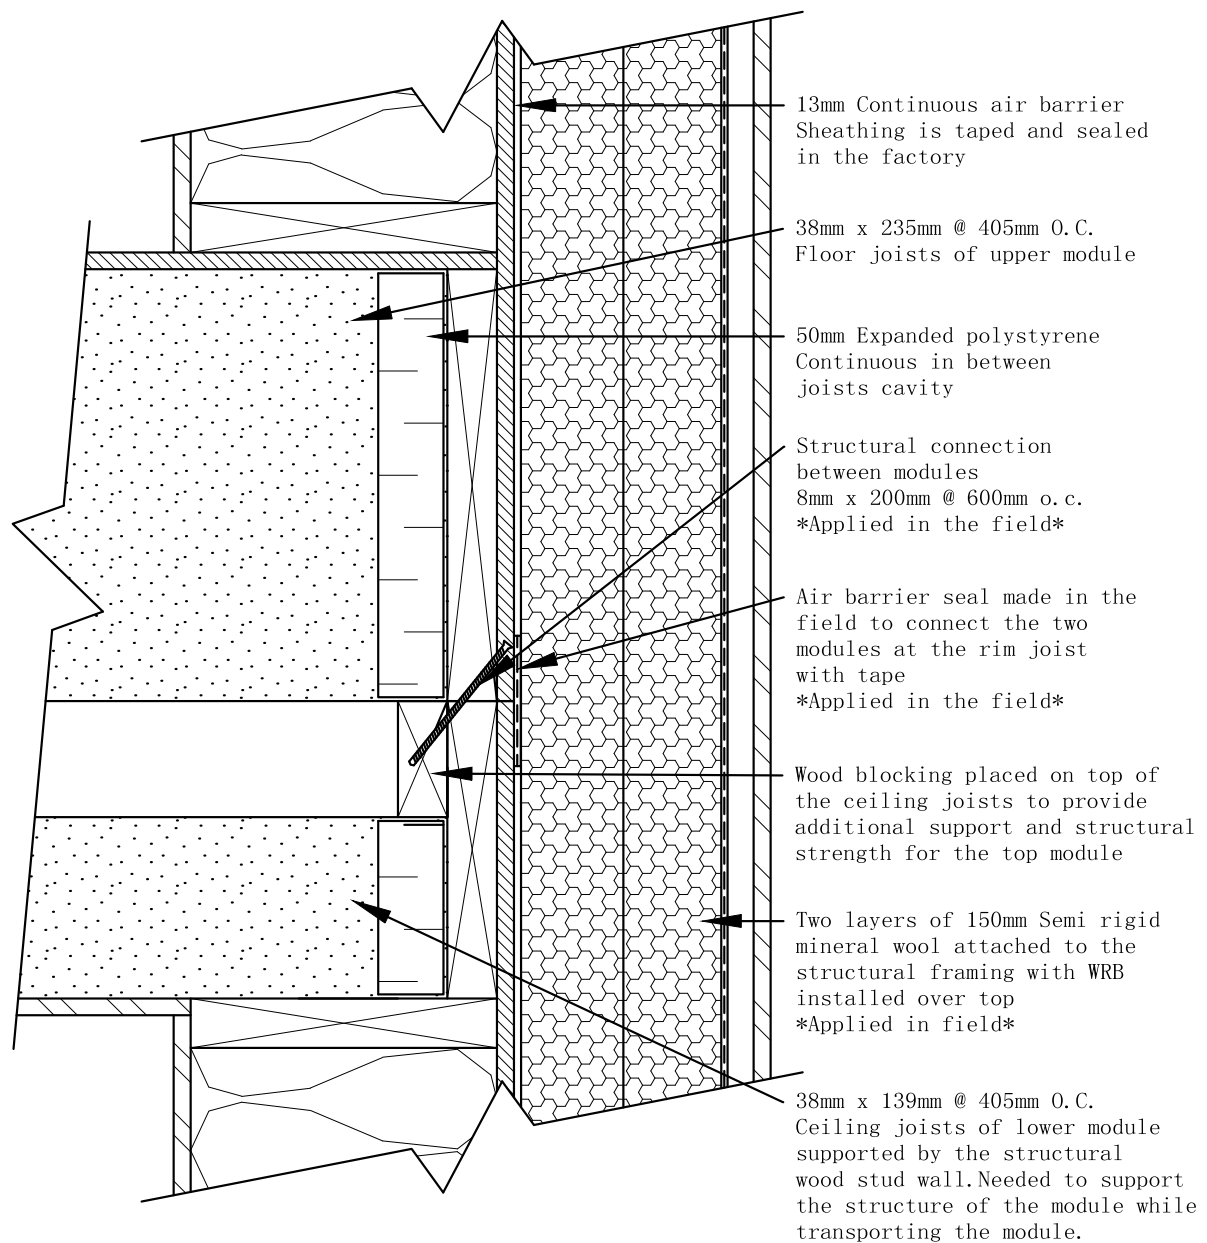 13mm Continuous air barrier
Sheathing is taped and sealed
in the factory
38mm x 235mm @ 405mm O.C.
Floor joists of upper module
50mm Expanded polystyrene
Continuous in between
joists cavity
Structural connection
between modules
8mm x 200mm @ 600mm o.c.
*Applied in the field*
Air barrier seal made in the
field to connect the two
modules at the rim joist
with tape
*Applied in the field*
Wood blocking placed on top of
the ceiling joists to provide
additional support and structural
strength for the top module
Two layers of 150mm Semi rigid
mineral wool attached to the
structural framing with WRB
installed over top
*Applied in field*
38mm x 139mm @ 405mm O.C.
Ceiling joists of lower module
supported by the structural
wood stud wall.Needed to support
the structure of the module while
transporting the module.